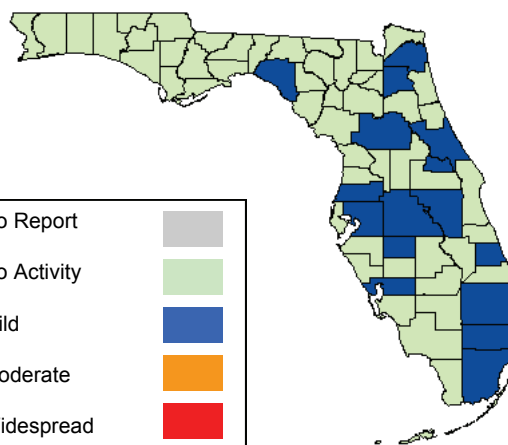 o Report
o Activity
ild
oderate
idespread